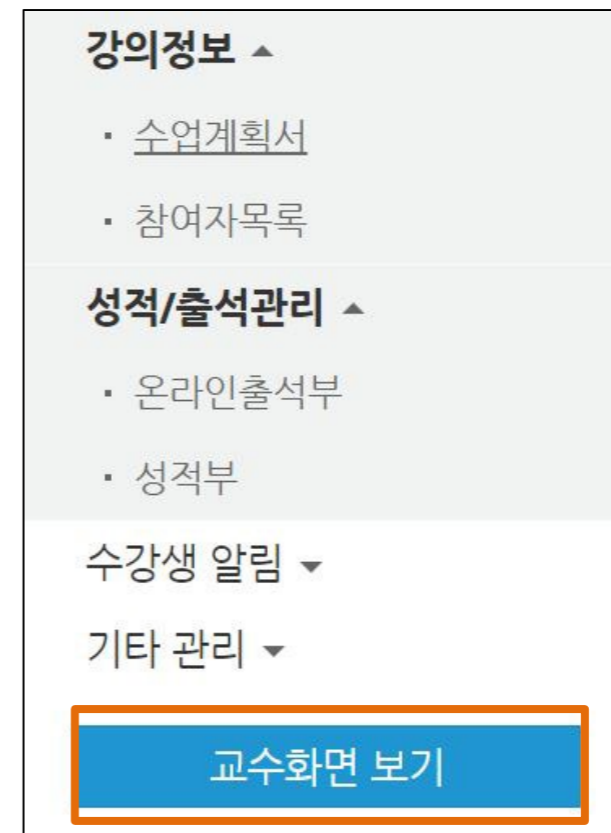 강의정보 ▲
· 수업계획서
· 참여자목록
성적/출석관리 ▲
· 온라인출석부
· 성적부
수강생 알림 ▼
기타 관리 ▼
교수화면 보기